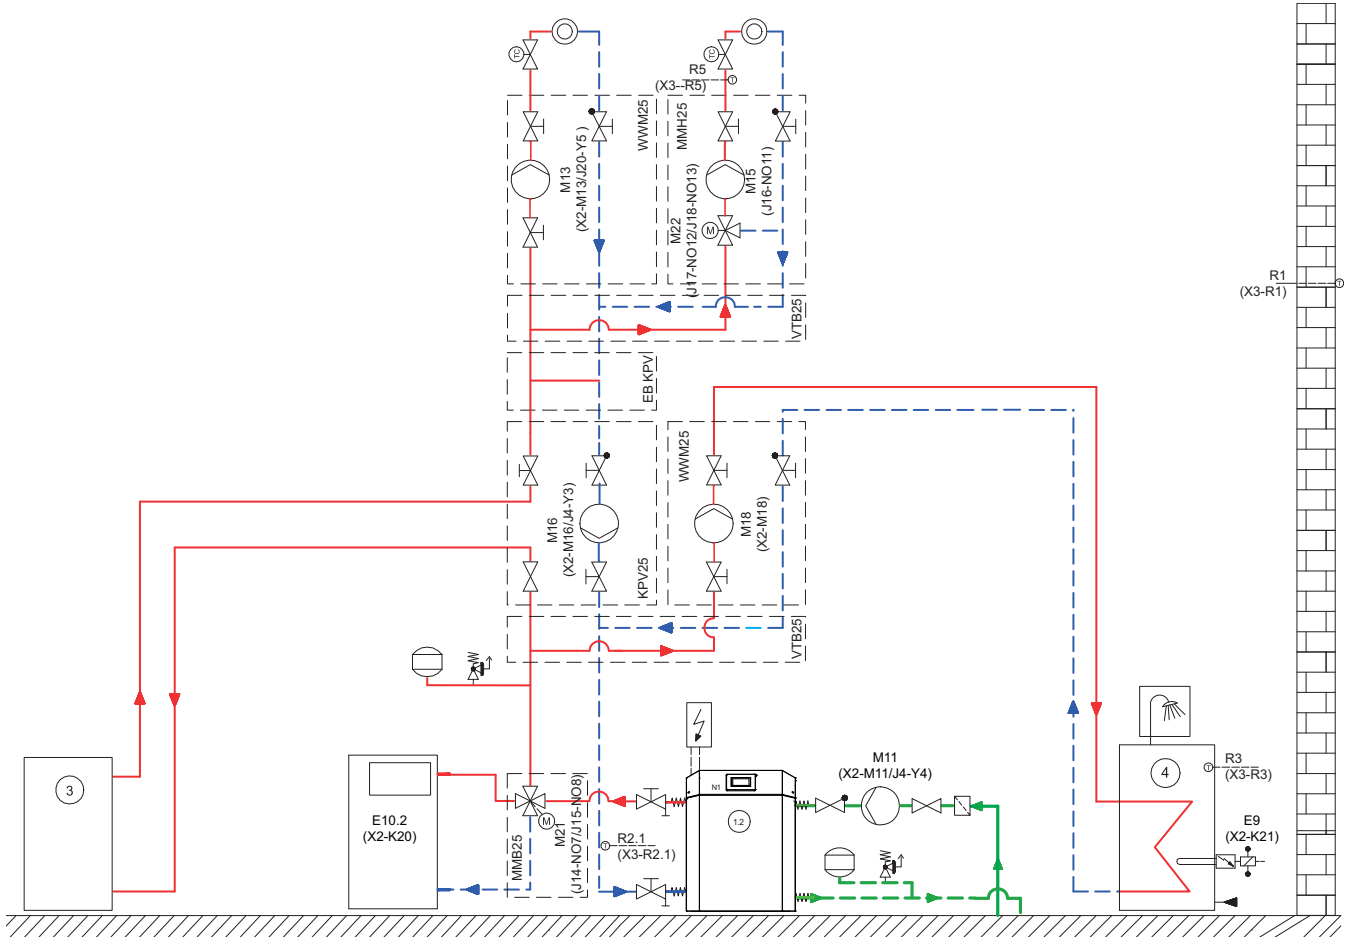 TC
TC
R5
(X3--R5)
T
WWM25
M13
(X2-M13/J20-Y5 )
MMH25
M15
(J16-NO11)
M
M22
(J17-NO12/J18-NO13)
VTB25
R1
(X3-R1)
T
EB KPV
M16
(X2-M16/J4-Y3)
KPV25
WWM25
M18
(X2-M18)
VTB25
3
E10.2
(X2-K20)
MMB25
M
M21
(J14-NO7/J15-NO8)
T
R2.1
(X3-R2.1)
N1
1.2
M11
(X2-M11/J4-Y4)
4
T
R3
(X3-R3)
E9
(X2-K21)